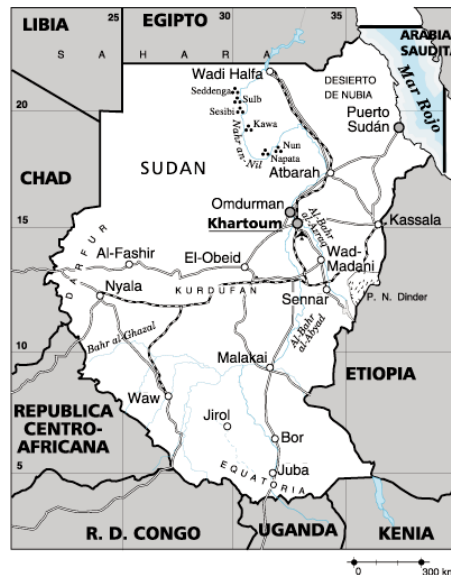 LIBIA
EGIPTO
30
35
ARABIA
SAUDITA
S A H A R A
Wadi Halfa
DESIERTO
DE NUBIA
Mar Rojo
Seddenga
Sulb
Sesibi
Kawa
20
Puerto
Sudán
Nahr an-Nil
Nun
Napata
Atbarah
SUDAN
CHAD
Omdurman
Khartoum
Al-Bahr
al-Azraq
Kassala
15
DARFUR
Al-Fashir
El-Obeid
Wad-
Madani
Nyala
KURDUFAN
Sennar
P. N. Dinder
Bahr al-Ghazal
Al-Bahr
al-Abyad
10
Malakai
ETIOPIA
Waw
REPUBLICA
CENTRO-
AFRICANA
Jirol
Bor
Juba
5
EQUATORIA
R. D. CONGO
UGANDA
KENIA
0
300 km